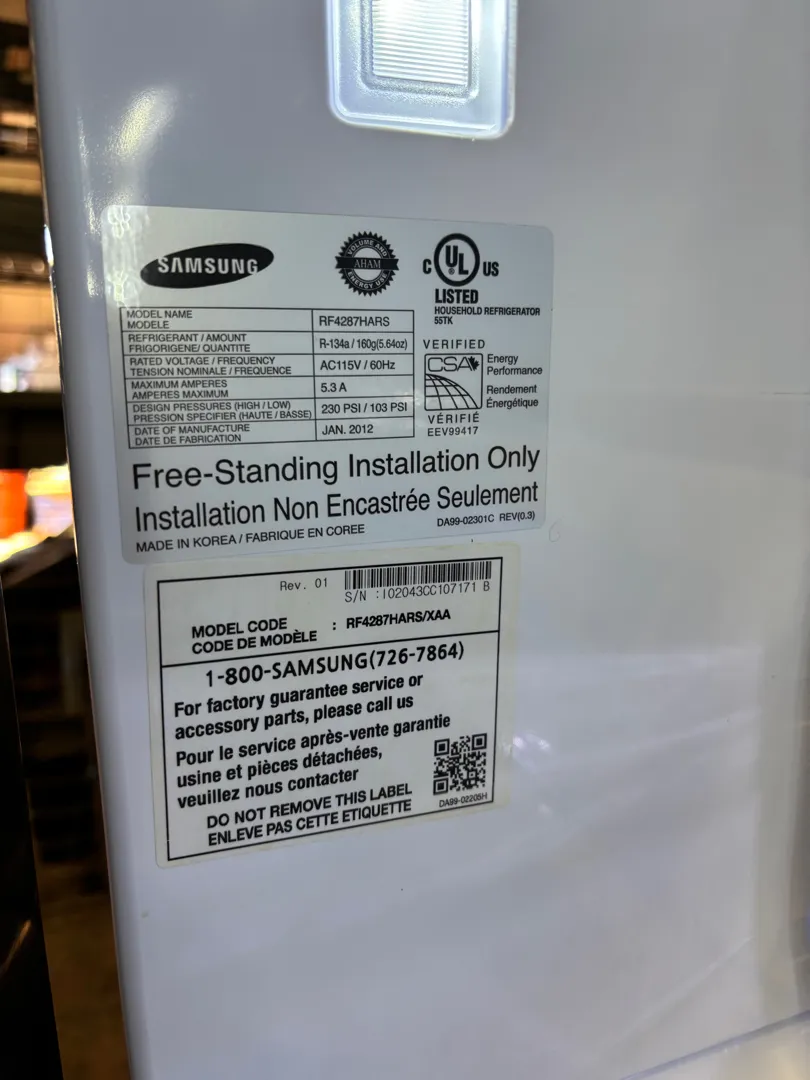 SAMSUNG
VOLUME AND
AHAM
ENERGY
C UL US
LISTED
HOUSEHOLD REFRIGERATOR
55TK
MODEL NAME
MODELE
RF4287HARS
REFRIGERANT / AMOUNT
FRIGORIGENE/ QUANTITE
R-134a / 160g(5.64oz)
RATED VOLTAGE / FREQUENCY
TENSION NOMINALE / FREQUENCE
AC115V / 60Hz
MAXIMUM AMPERES
AMPERES MAXIMUM
5.3 A
DESIGN PRESSURES (HIGH / LOW)
PRESSION SPECIFIER (HAUTE / BASSE)
230 PSI / 103 PSI
DATE OF MANUFACTURE
DATE DE FABRICATION
JAN. 2012
VERIFIED
CSA
Energy
Performance
Rendement
Énergétique
VÉRIFIÉ
EEV99417
Free-Standing Installation Only
Installation Non Encastrée Seulement
MADE IN KOREA / FABRIQUE EN COREE
DA99-02301C REV(0.3)
Rev. 01
S/N :I02043CC107171 B
MODEL CODE
CODE DE MODÈLE
: RF4287HARS/XAA
1-800-SAMSUNG(726-7864)
For factory guarantee service or
accessory parts, please call us
Pour le service après-vente garantie
usine et pièces détachées,
veuillez nous contacter
DO NOT REMOVE THIS LABEL
ENLEVE PAS CETTE ETIQUETTE
DA99-02205H